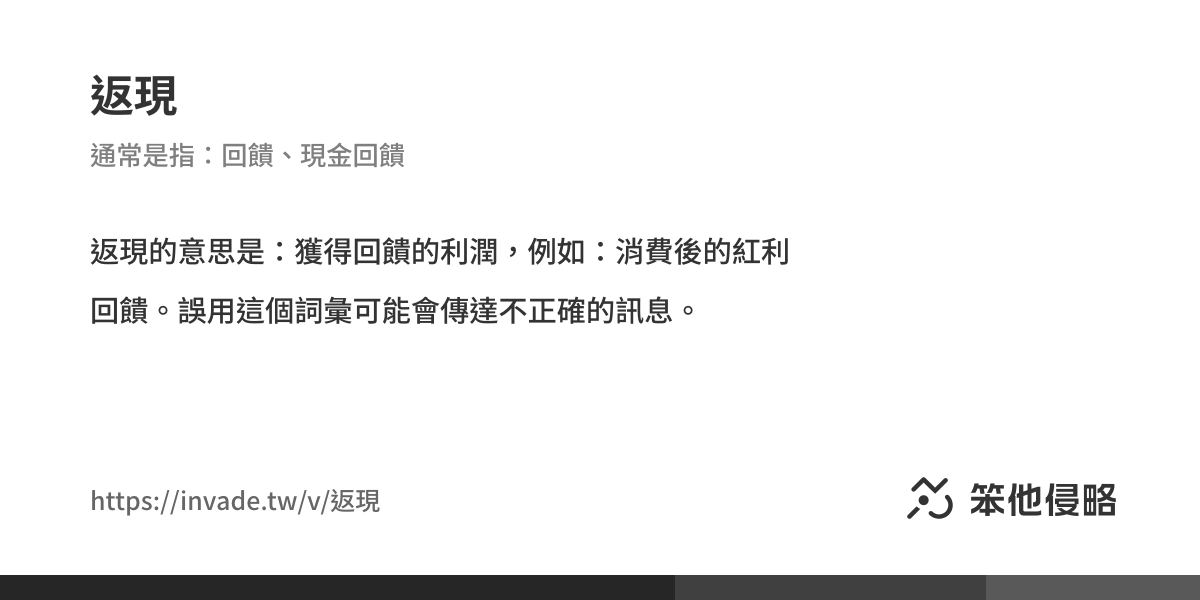 返現
通常是指：回饋、現金回饋
返現的意思是：獲得回饋的利潤，例如：消費後的紅利
回饋。誤用這個詞彙可能會傳達不正確的訊息。
https://invade.tw/v/返現
笨他侵略